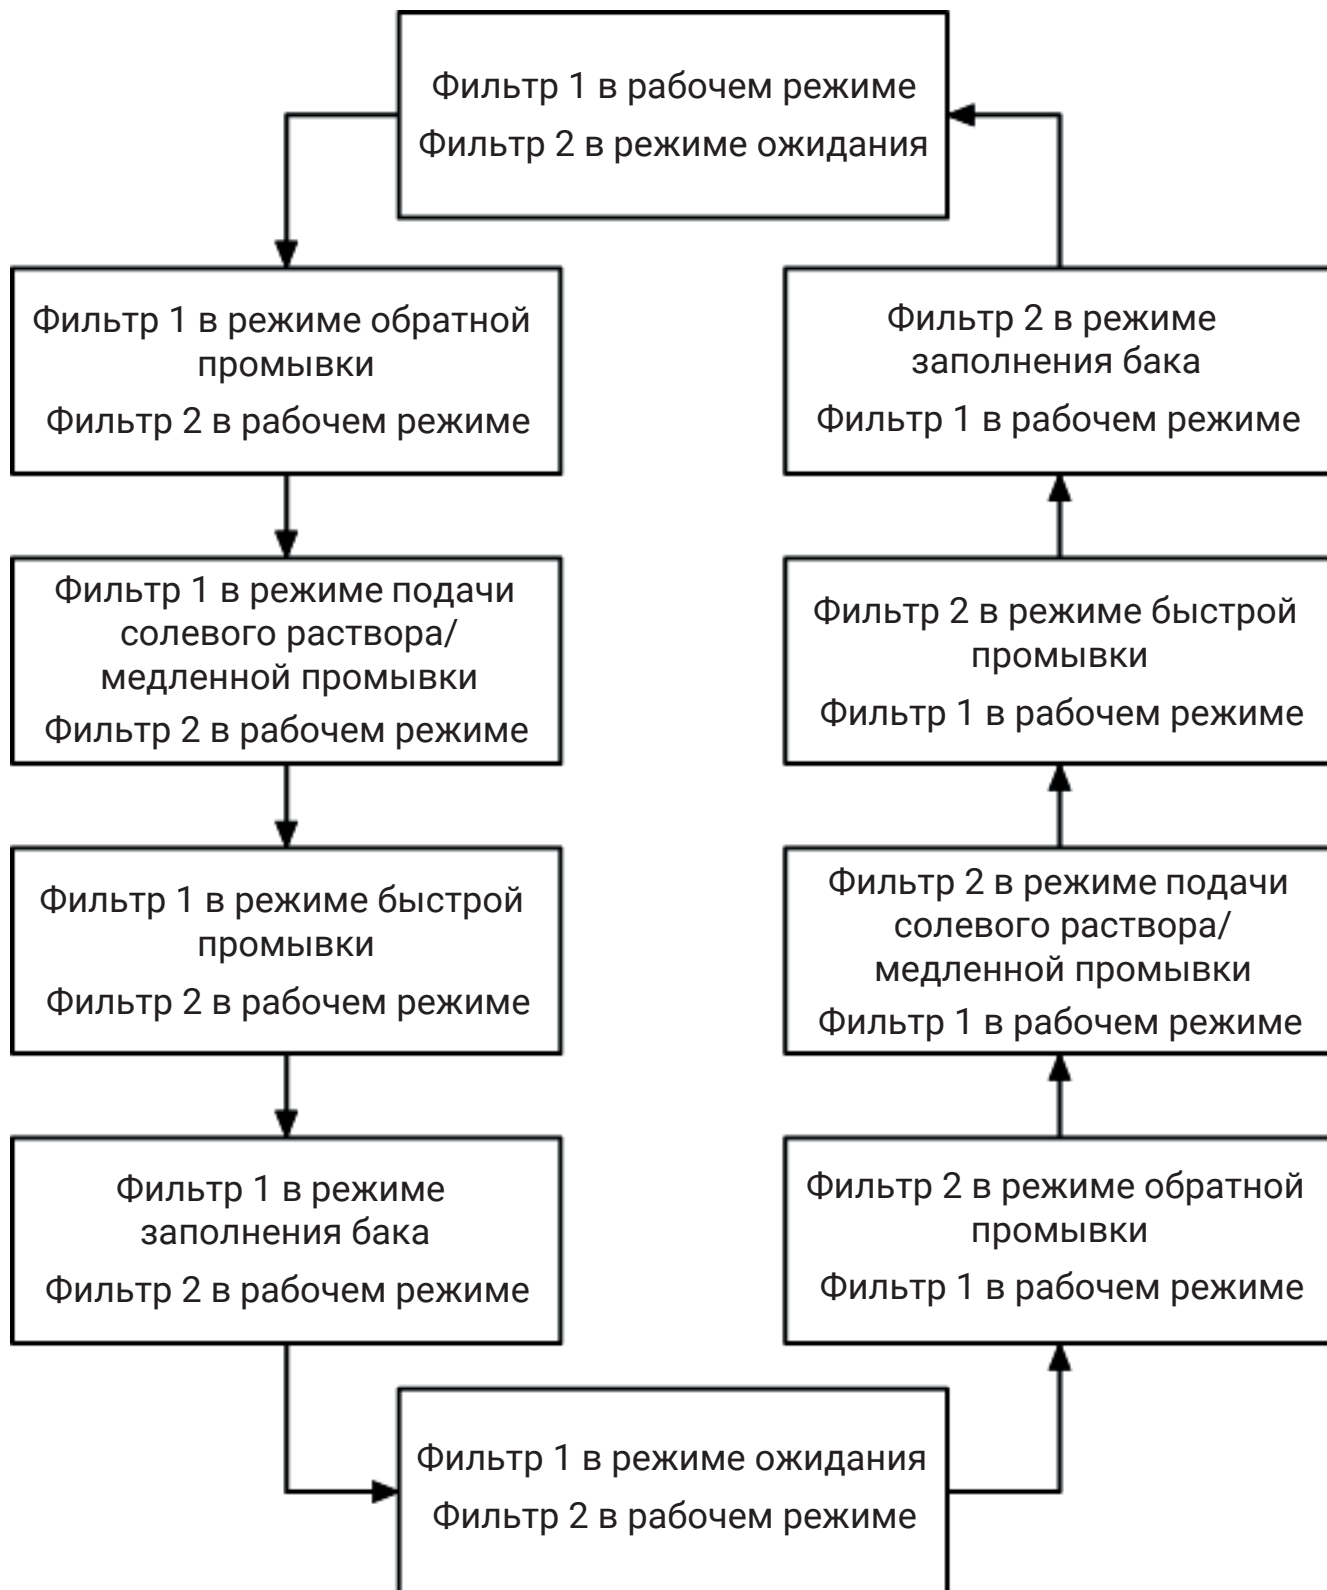 Фильтр 1 в рабочем режиме
Фильтр 2 в режиме ожидания
Фильтр 1 в режиме обратной
промывки
Фильтр 2 в рабочем режиме
Фильтр 1 в режиме подачи
солевого раствора/
медленной промывки
Фильтр 2 в рабочем режиме
Фильтр 1 в режиме быстрой
промывки
Фильтр 2 в рабочем режиме
Фильтр 1 в режиме
заполнения бака
Фильтр 2 в рабочем режиме
Фильтр 1 в режиме ожидания
Фильтр 2 в рабочем режиме
Фильтр 2 в режиме обратной
промывки
Фильтр 1 в рабочем режиме
Фильтр 2 в режиме подачи
солевого раствора/
медленной промывки
Фильтр 1 в рабочем режиме
Фильтр 2 в режиме быстрой
промывки
Фильтр 1 в рабочем режиме
Фильтр 2 в режиме
заполнения бака
Фильтр 1 в рабочем режиме